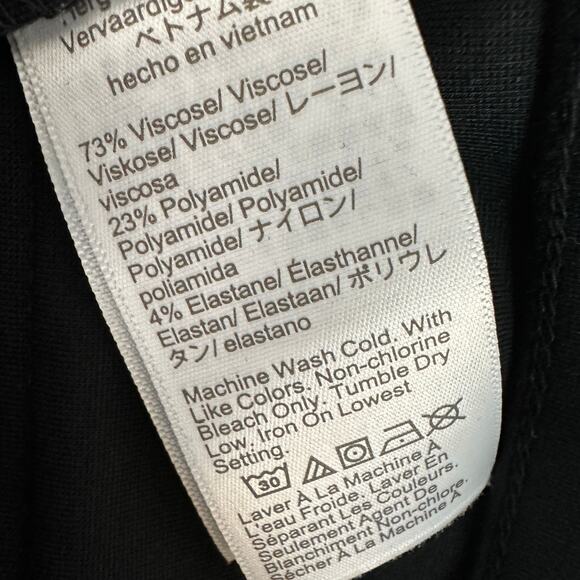 Vervaardigd
ベトナム製
hecho en vietnam
73% Viscose/ Viscose/
Viskose/ Viscose/ レーヨン/
viscosa
23% Polyamide/
Polyamide/ Polyamide/
Polyamide/ ナイロン/
poliamida
4% Elastane/ Élasthanne/
Elastan/ Elastaan/ ポリウレ
タン/ elastano
Machine Wash Cold. With
Like Colors. Non-chlorine
Bleach Only. Tumble Dry
Low. Iron On Lowest
Setting.
30
Laver À La Machine À
L'eau Froide. Laver En
Séparant Les Couleurs.
Seulement Agent De
Blanchiment Non-chlore.
Sécher À La Machine À